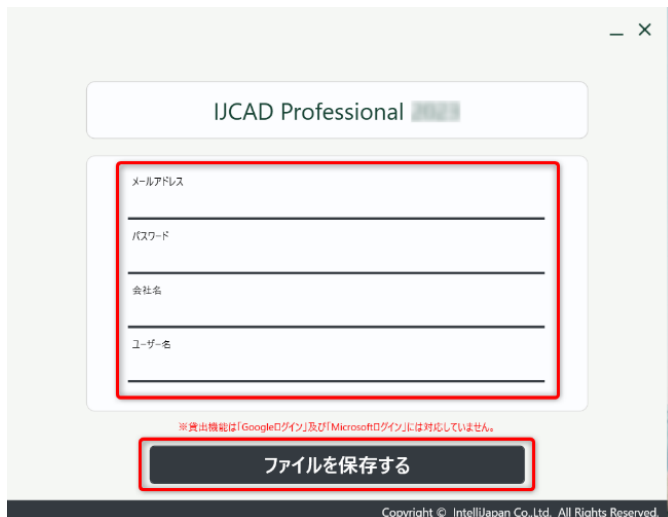 IJCAD Professional
メールアドレス
パスワード
会社名
ユーザー名
※貸出機能は「Googleログイン」及び「Microsoftログイン」には対応していません。
ファイルを保存する
Copyright © IntelliJapan Co.,Ltd. All Rights Reserved.